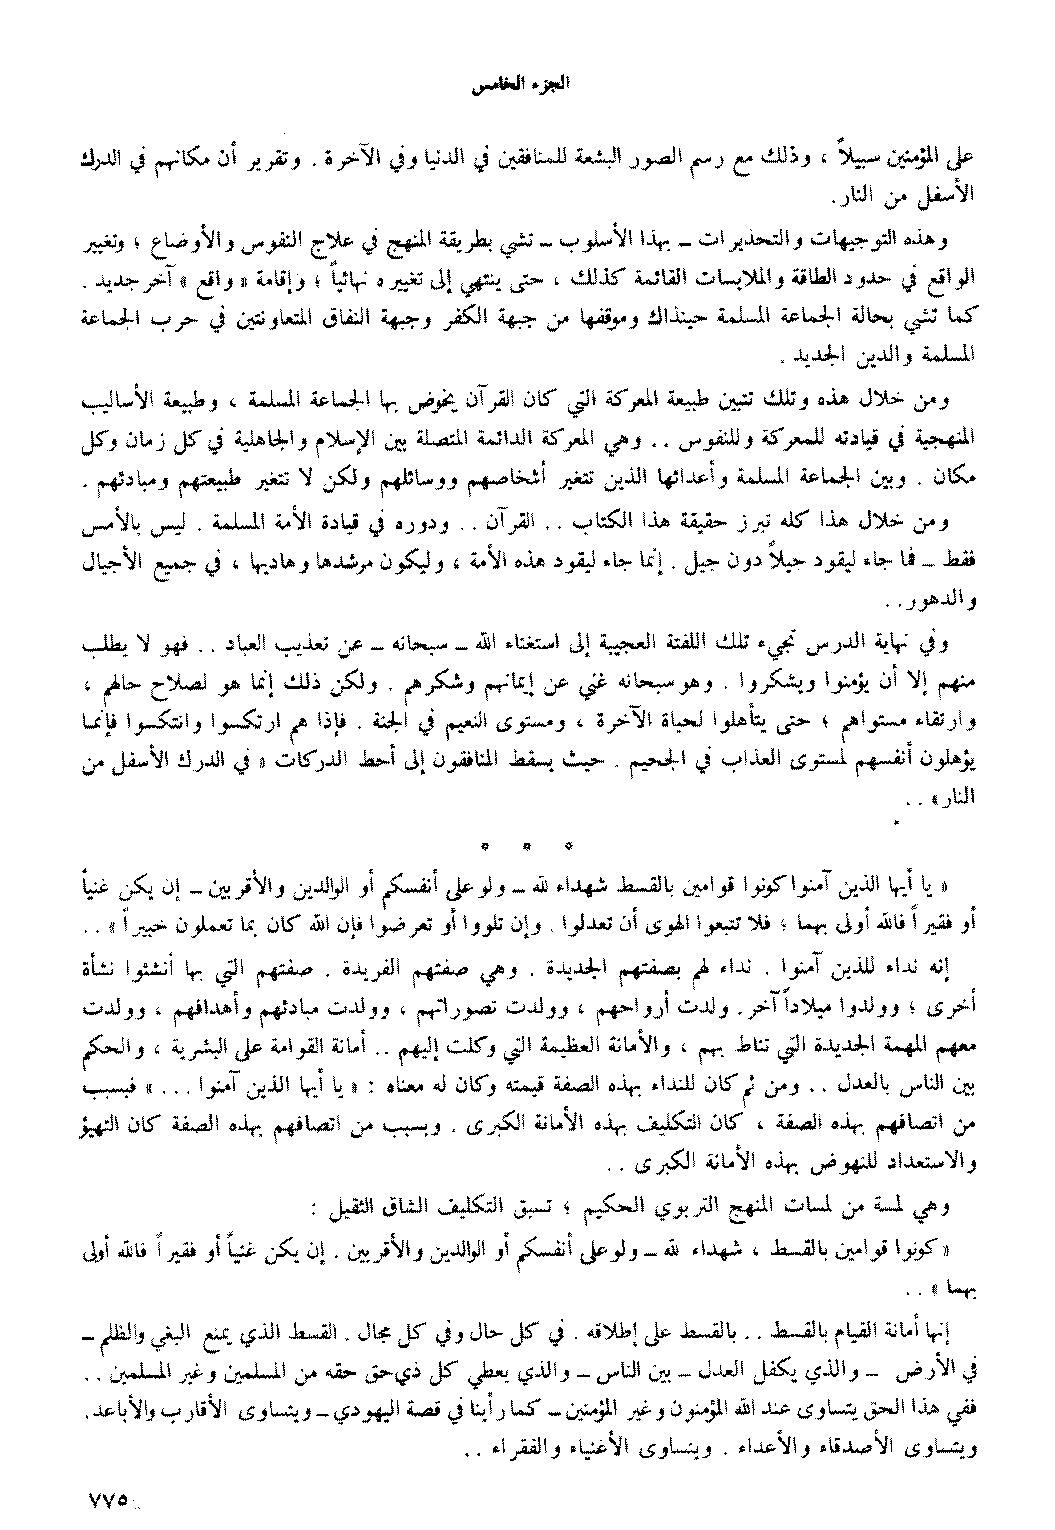 الجزء الخامس
على المؤمنين سبيلاً ، وذلك مع رسم الصور البشعة للمنافقين في الدنيا وفي الآخرة . وتقرير أن مكانهم في الدرك
الأسفل من النار.
وهذه التوجيهات والتحذيرات – بهذا الأسلوب – تشي بطريقة المنهج في علاج النفوس والأوضاع ؛ وتغيير
الواقع في حدود الطاقة والملابسات القائمة كذلك ، حتى ينتهي إلى تغييره نهائياً ؛ وإقامة « واقع » آخر جديد .
كما تشي بحالة الجماعة المسلمة حينذاك وموقفها من جبهة الكفر وجبهة النفاق المتعاونتين في حرب الجماعة
المسلمة والدين الجديد .
ومن خلال هذه وتلك تتبين طبيعة المعركة التي كان القرآن يخوض بها الجماعة المسلمة ، وطبيعة الأساليب
المنهجية في قيادته للمعركة وللنفوس .. وهي المعركة الدائمة المتصلة بين الإسلام والجاهلية في كل زمان وكل
مكان . وبين الجماعة المسلمة وأعدائها الذين تتغير أشخاصهم ووسائلهم ولكن لا تتغير طبيعتهم ومبادئهم .
ومن خلال هذا كله تبرز حقيقة هذا الكتاب .. القرآن .. ودوره في قيادة الأمة المسلمة . ليس بالأمس
فقط – فما جاء ليقود جيلاً دون جيل . إنما جاء ليقود هذه الأمة ، وليكون مرشدها وهاديها ، في جميع الأجيال
والدهور ..
وفي نهاية الدرس تجيء تلك اللفتة العجيبة إلى استغناء الله – سبحانه – عن تعذيب العباد .. فهو لا يطلب
منهم إلا أن يؤمنوا ويشكروا . وهو سبحانه غني عن إيمانهم وشكرهم . ولكن ذلك إنما هو لصلاح حالهم ،
وارتقاء مستواهم ؛ حتى يتأهلوا لحياة الآخرة ، ومستوى النعيم في الجنة . فإذا هم ارتكسوا وانتكسوا فإنما
يؤهلون أنفسهم لمستوى العذاب في الجحيم . حيث يسقط المنافقون إلى أحط الدركات « في الدرك الأسفل من
النار» ..
* * *
« يا أيها الذين آمنوا كونوا قوامين بالقسط شهداء لله – ولو على أنفسكم أو الوالدين والأقربين – إن يكن غنياً
أو فقيراً فالله أولى بهما ؛ فلا تتبعوا الهوى أن تعدلوا . وإن تلووا أو تعرضوا فإن الله كان بما تعملون خبيراً » ..
إنه نداء للذين آمنوا . نداء لهم بصفتهم الجديدة . وهي صفتهم الفريدة . صفتهم التي بها أنشئوا نشأة
أخرى ؛ وولدوا ميلاداً آخر. ولدت أرواحهم ، وولدت تصوراتهم ، وولدت مبادئهم وأهدافهم ، وولدت
معهم المهمة الجديدة التي تناط بهم ، والأمانة العظيمة التي وكلت إليهم .. أمانة القوامة على البشرية ، والحكم
بين الناس بالعدل .. ومن ثم كان للنداء بهذه الصفة قيمته وكان له معناه : « يا أيها الذين آمنوا ... » فبسبب
من اتصافهم بهذه الصفة ، كان التكليف بهذه الأمانة الكبرى . وبسبب من اتصافهم بهذه الصفة كان التهيؤ
والاستعداد للنهوض بهذه الأمانة الكبرى ..
وهي لمسة من لمسات المنهج التربوي الحكيم ؛ تسبق التكليف الشاق الثقيل :
« كونوا قوامين بالقسط ، شهداء لله – ولو على أنفسكم أو الوالدين والأقربين . إن يكن غنياً أو فقيراً فالله أولى
بهما » ..
إنها أمانة القيام بالقسط .. بالقسط على إطلاقه . في كل حال وفي كل مجال . القسط الذي يمنع البغي والظلم –
في الأرض – والذي يكفل العدل – بين الناس – والذي يعطي كل ذي حق حقه من المسلمين وغير المسلمين ..
ففي هذا الحق يتساوى عند الله المؤمنون وغير المؤمنين – كما رأينا في قصة اليهودي – ويتساوى الأقارب والأباعد.
ويتساوى الأصدقاء والأعداء . ويتساوى الأغنياء والفقراء ..
٧٧٥